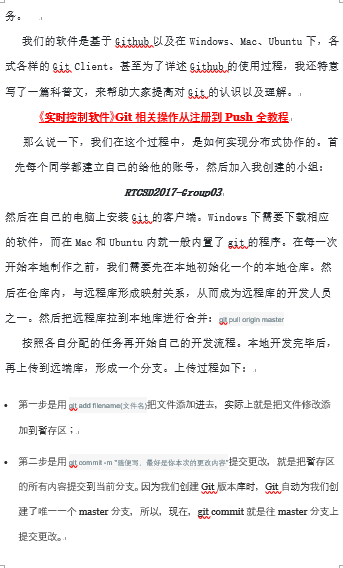 务。
我们的软件是基于 Github 以及在 Windows、Mac、Ubuntu 下，各
式各样的 Git Client。甚至为了详述 Github 的使用过程，我还特意
写了一篇科普文，来帮助大家提高对 Git 的认识以及理解。
《实时控制软件》Git 相关操作从注册到 Push 全教程
那么说一下，我们在这个过程中，是如何实现分布式协作的。首
先每个同学都建立自己的给他的账号，然后加入我创建的小组：
RTCSD2017-Group03
然后在自己的电脑上安装 Git 的客户端。Windows 下需要下载相应
的软件，而在 Mac 和 Ubuntu 内就一般内置了 git 的程序。在每一次
开始本地制作之前，我们需要先在本地初始化一个的本地仓库。然
后在仓库内，与远程库形成映射关系，从而成为远程库的开发人员
之一。然后把远程库拉到本地库进行合并：git pull origin master
按照各自分配的任务再开始自己的开发流程。本地开发完毕后，
再上传到远端库，形成一个分支。上传过程如下：
• 第一步是用 git add filename(文件名)把文件添加进去，实际上就是把文件修改添
加到暂存区；
• 第二步是用 git commit -m "随便写，最好是你本次的更改内容"提交更改，就是把暂存区
的所有内容提交到当前分支。因为我们创建 Git 版本库时，Git 自动为我们创
建了唯一一个 master 分支，所以，现在，git commit 就是往 master 分支上
提交更改。